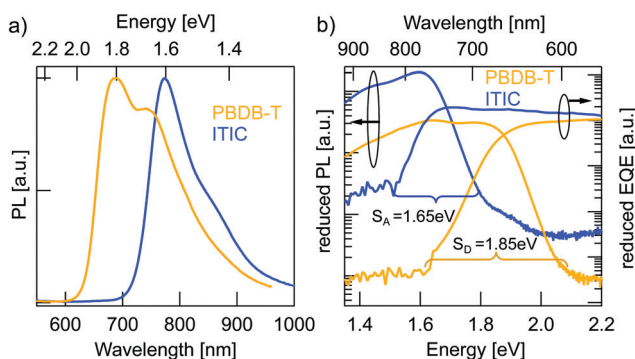 a)
Energy [eV]
2.2 2.0 1.8 1.6 1.4
PBDB-T
ITIC
PL [a.u.]
600 700 800 900 1000
Wavelength [nm]
b)
Wavelength [nm]
900 800 700 600
PBDB-T
ITIC
reduced PL [a.u.]
reduced EQE [a.u.]
S_A =1.65eV
S_D =1.85eV
1.4 1.6 1.8 2.0 2.2
Energy [eV]